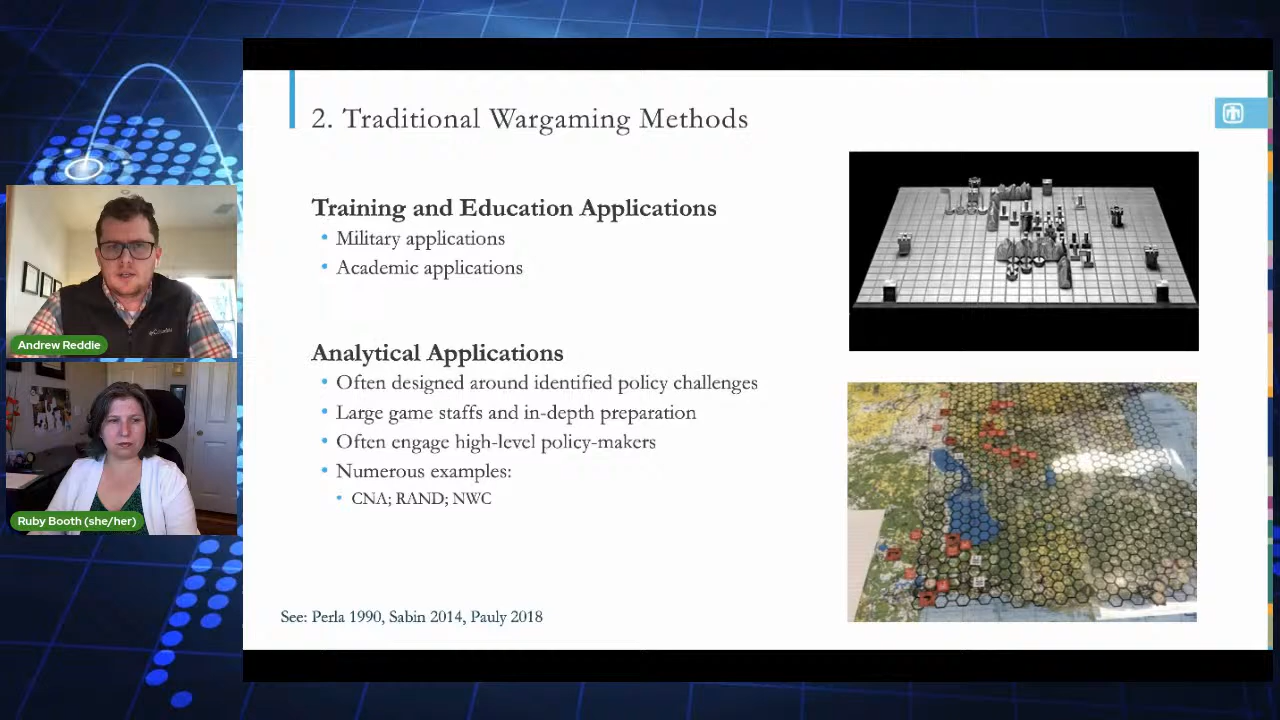 2. Traditional Wargaming Methods
Training and Education Applications
Military applications
Academic applications
Analytical Applications
Often designed around identified policy challenges
Large game staffs and in-depth preparation
Often engage high-level policy-makers
Numerous examples:
CNA; RAND; NWC
See: Perla 1990, Sabin 2014, Pauly 2018
Andrew Reddie
Columbia
Ruby Booth (she/her)